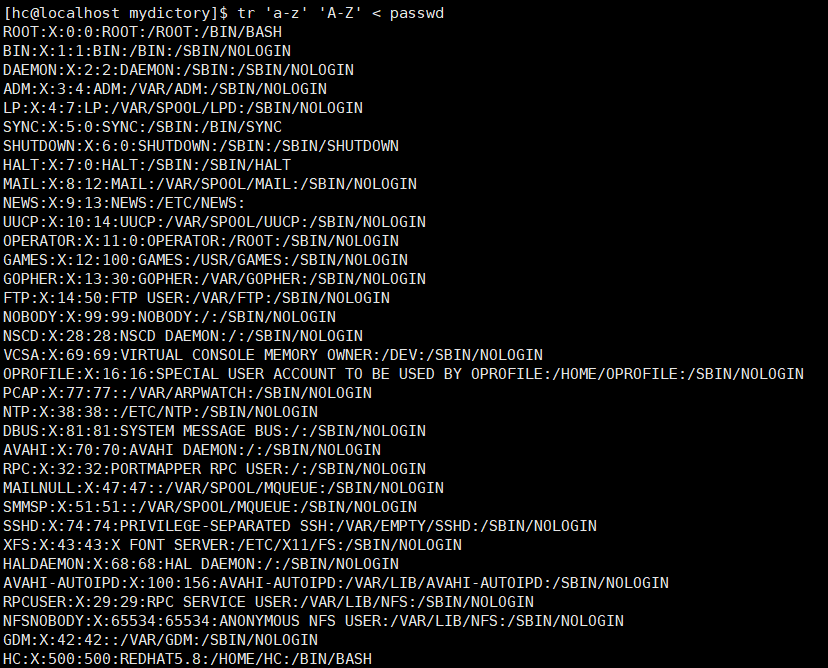 [hc@localhost mydictory]$ tr 'a-z' 'A-Z' < passwd
ROOT:X:0:0:ROOT:/ROOT:/BIN/BASH
BIN:X:1:1:BIN:/BIN:/SBIN/NOLOGIN
DAEMON:X:2:2:DAEMON:/SBIN:/SBIN/NOLOGIN
ADM:X:3:4:ADM:/VAR/ADM:/SBIN/NOLOGIN
LP:X:4:7:LP:/VAR/SPOOL/LPD:/SBIN/NOLOGIN
SYNC:X:5:0:SYNC:/SBIN:/BIN/SYNC
SHUTDOWN:X:6:0:SHUTDOWN:/SBIN:/SBIN/SHUTDOWN
HALT:X:7:0:HALT:/SBIN:/SBIN/HALT
MAIL:X:8:12:MAIL:/VAR/SPOOL/MAIL:/SBIN/NOLOGIN
NEWS:X:9:13:NEWS:/ETC/NEWS:
UUCP:X:10:14:UUCP:/VAR/SPOOL/UUCP:/SBIN/NOLOGIN
OPERATOR:X:11:0:OPERATOR:/ROOT:/SBIN/NOLOGIN
GAMES:X:12:100:GAMES:/USR/GAMES:/SBIN/NOLOGIN
GOPHER:X:13:30:GOPHER:/VAR/GOPHER:/SBIN/NOLOGIN
FTP:X:14:50:FTP USER:/VAR/FTP:/SBIN/NOLOGIN
NOBODY:X:99:99:NOBODY:/:/SBIN/NOLOGIN
NSCD:X:28:28:NSCD DAEMON:/:/SBIN/NOLOGIN
VCSA:X:69:69:VIRTUAL CONSOLE MEMORY OWNER:/DEV:/SBIN/NOLOGIN
OPROFILE:X:16:16:SPECIAL USER ACCOUNT TO BE USED BY OPROFILE:/HOME/OPROFILE:/SBIN/NOLOGIN
PCAP:X:77:77::/VAR/ARPWATCH:/SBIN/NOLOGIN
NTP:X:38:38::/ETC/NTP:/SBIN/NOLOGIN
DBUS:X:81:81:SYSTEM MESSAGE BUS:/:/SBIN/NOLOGIN
AVAHI:X:70:70:AVAHI DAEMON:/:/SBIN/NOLOGIN
RPC:X:32:32:PORTMAPPER RPC USER:/:/SBIN/NOLOGIN
MAILNULL:X:47:47::/VAR/SPOOL/MQUEUE:/SBIN/NOLOGIN
SMMSP:X:51:51::/VAR/SPOOL/MQUEUE:/SBIN/NOLOGIN
SSHD:X:74:74:PRIVILEGE-SEPARATED SSH:/VAR/EMPTY/SSHD:/SBIN/NOLOGIN
XFS:X:43:43:X FONT SERVER:/ETC/X11/FS:/SBIN/NOLOGIN
HALDAEMON:X:68:68:HAL DAEMON:/:/SBIN/NOLOGIN
AVAHI-AUTOIPD:X:100:156:AVAHI-AUTOIPD:/VAR/LIB/AVAHI-AUTOIPD:/SBIN/NOLOGIN
RPCUSER:X:29:29:RPC SERVICE USER:/VAR/LIB/NFS:/SBIN/NOLOGIN
NFSNOBODY:X:65534:65534:ANONYMOUS NFS USER:/VAR/LIB/NFS:/SBIN/NOLOGIN
GDM:X:42:42::/VAR/GDM:/SBIN/NOLOGIN
HC:X:500:500:REDHAT5.8:/HOME/HC:/BIN/BASH